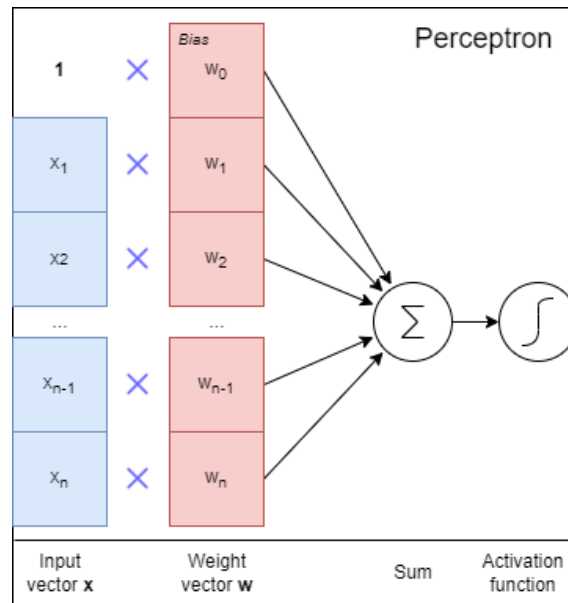 Perceptron
Bias
1 × w₀
x₁ × w₁
x2 × w₂
... ...
xₙ₋₁ × wₙ₋₁
xₙ × wₙ
Σ ∫
Input vector x
Weight vector w
Sum
Activation function